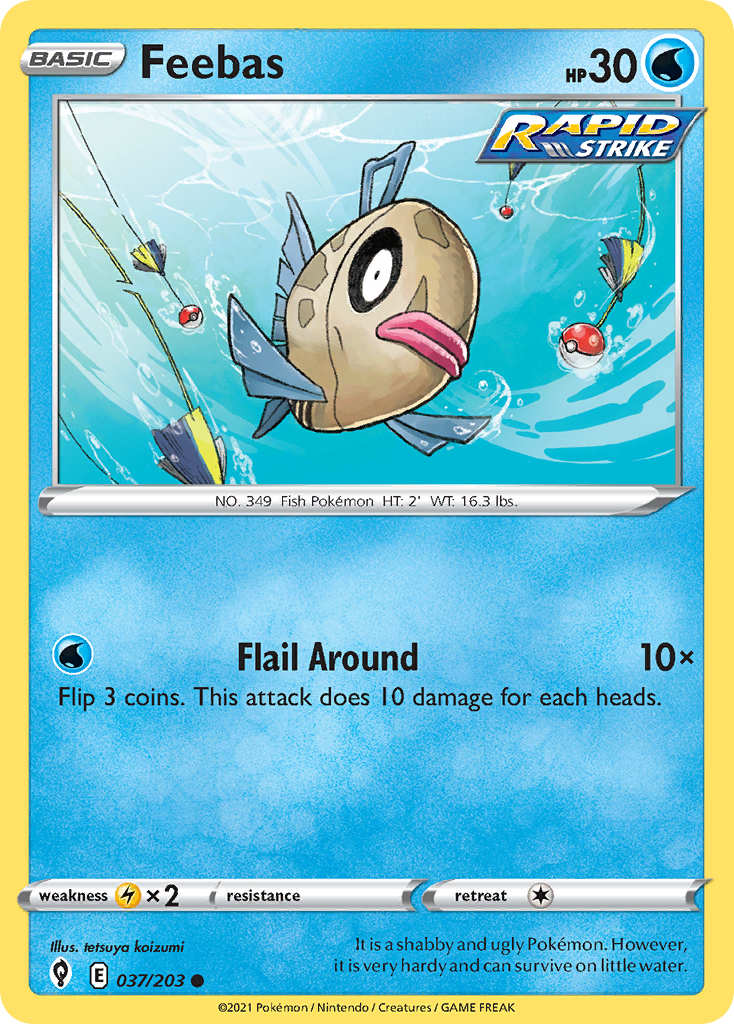 BASIC
Feebas
HP30
RAPID
STRIKE
NO. 349 Fish Pokémon HT: 2' WT: 16.3 lbs.
Flail Around 10×
Flip 3 coins. This attack does 10 damage for each heads.
weakness ×2 resistance retreat
Illus. tetsuya koizumi
It is a shabby and ugly Pokémon. However,
it is very hardy and can survive on little water.
E 037/203
©2021 Pokémon / Nintendo / Creatures / GAME FREAK